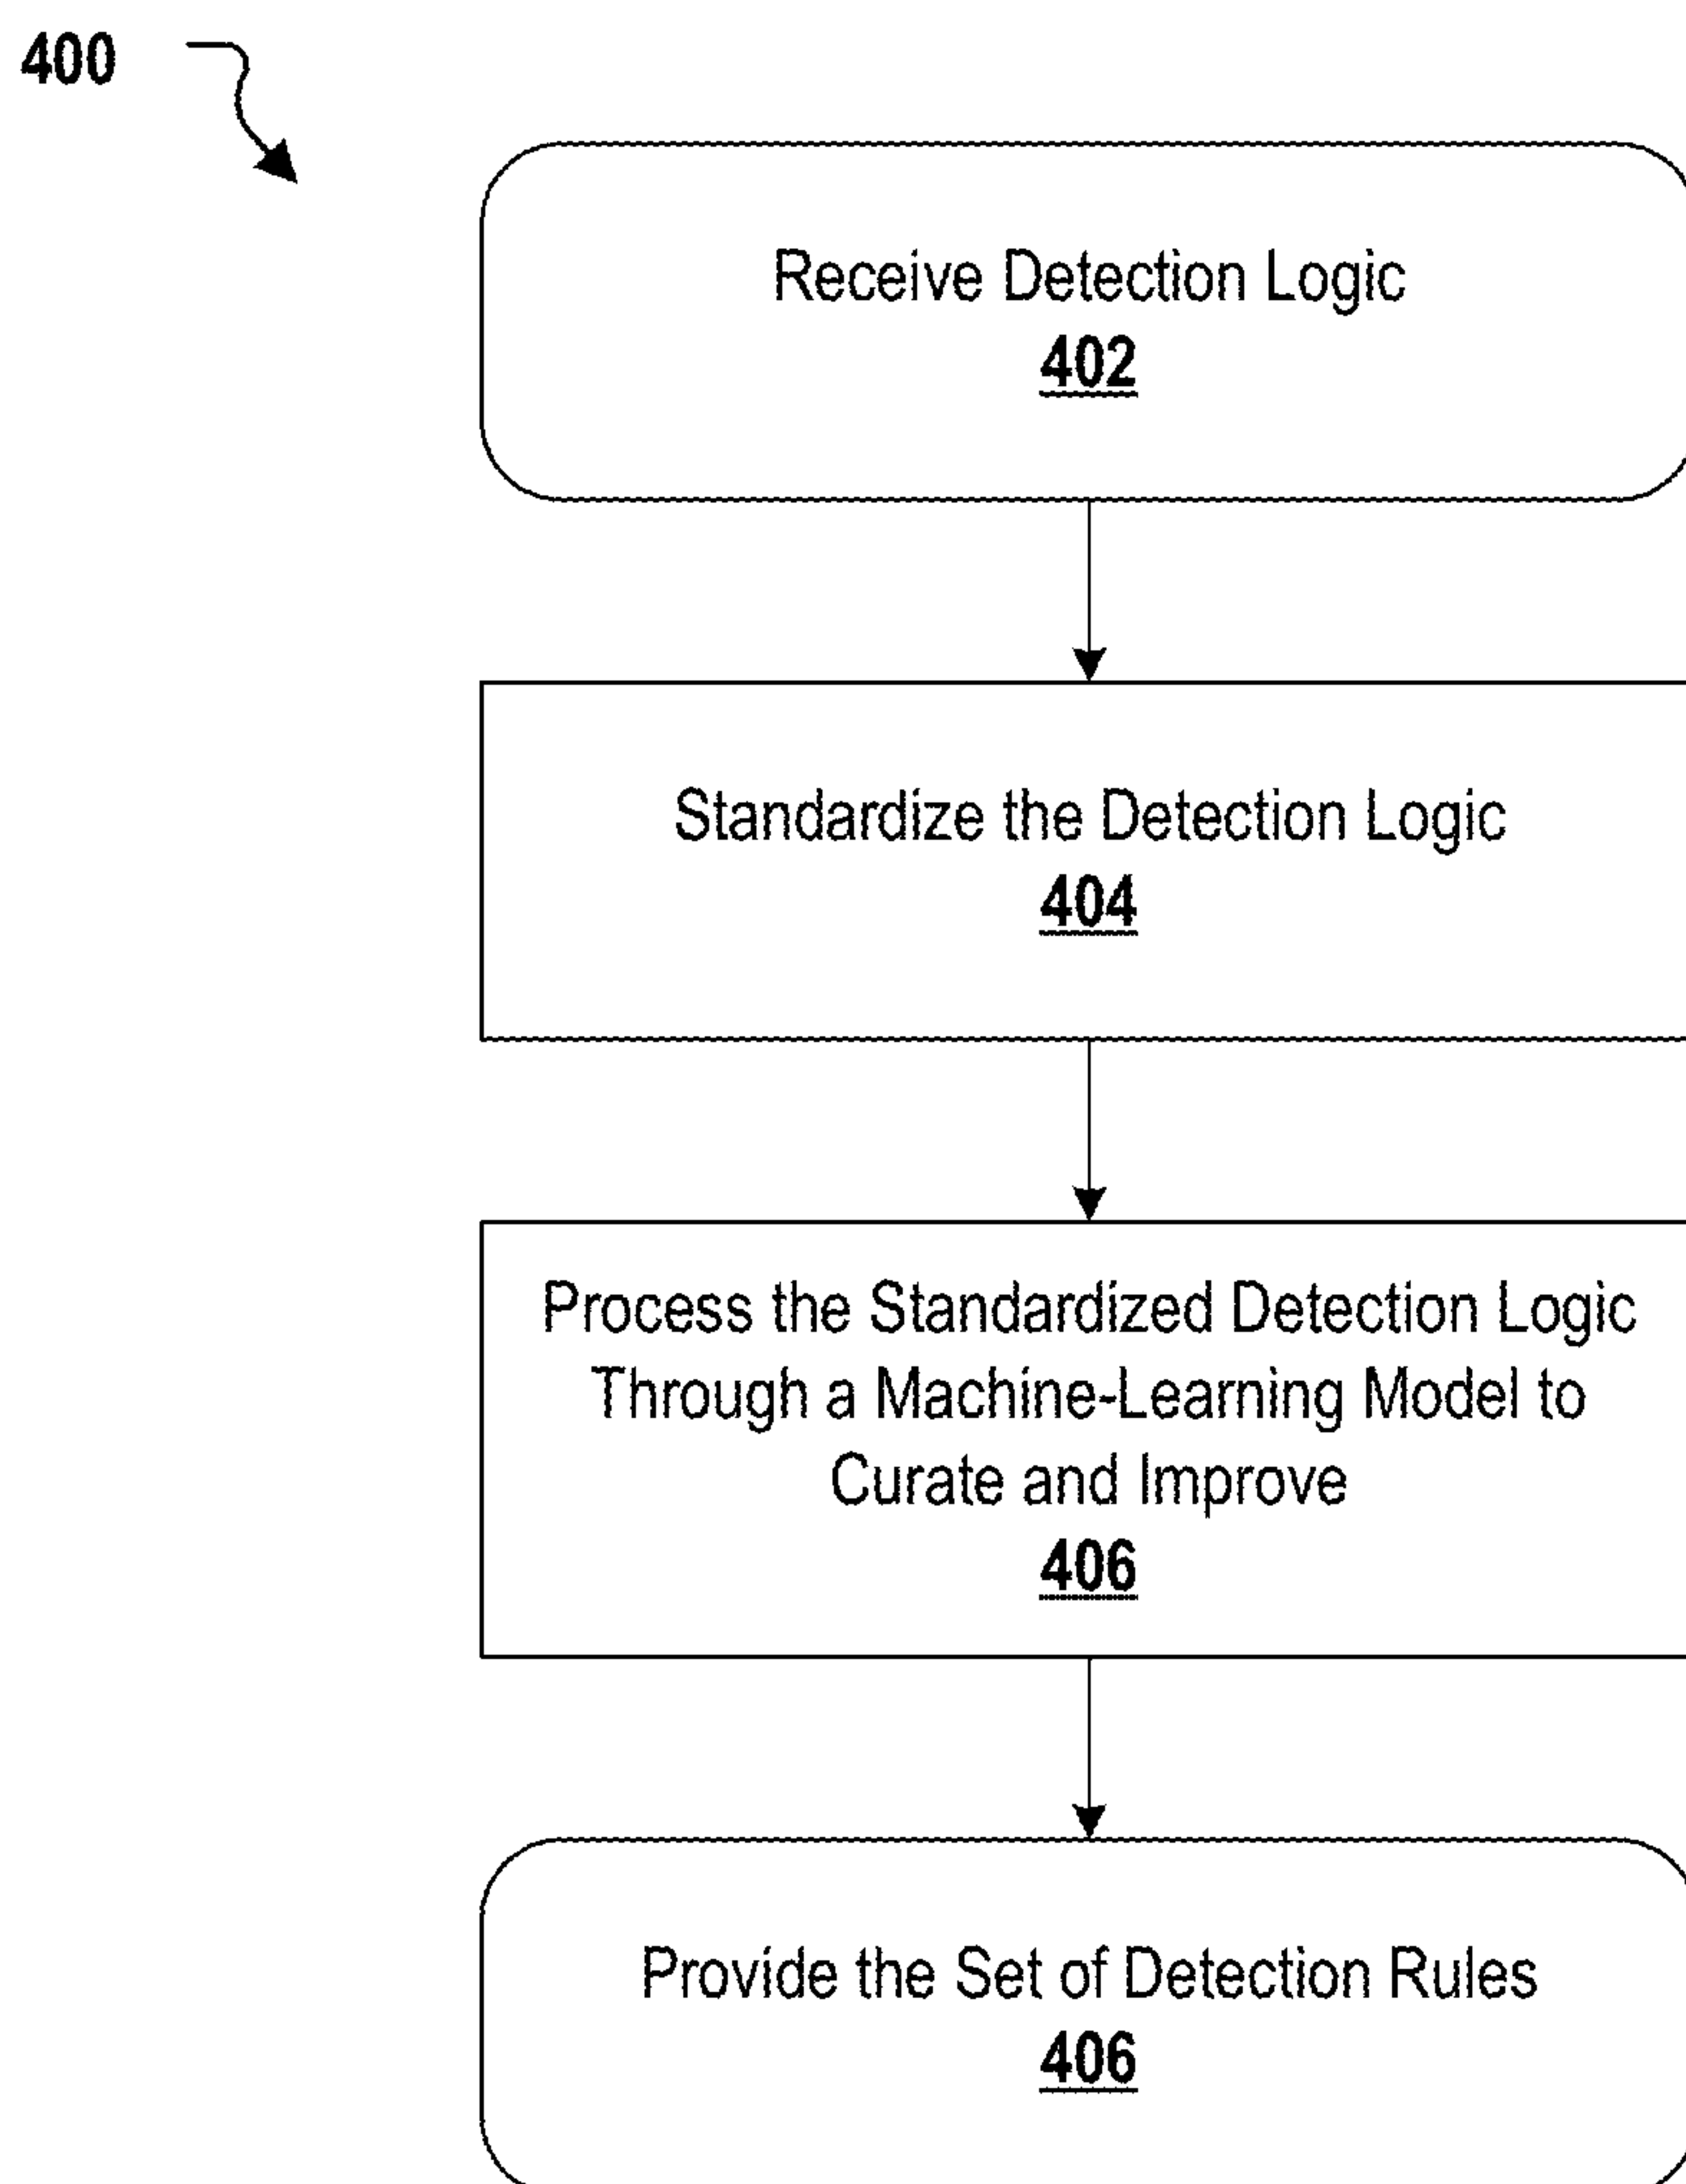 400
Receive Detection Logic
402
Standardize the Detection Logic
404
Process the Standardized Detection Logic
Through a Machine-Learning Model to
Curate and Improve
406
Provide the Set of Detection Rules
406